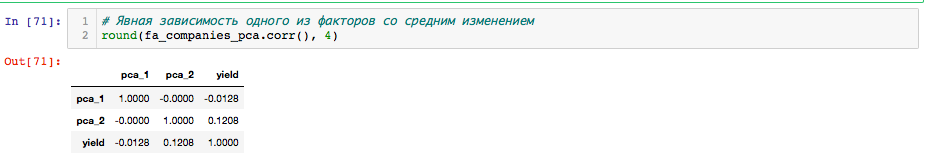 In [71]:
1 # Явная зависимость одного из факторов со средним изменением
2 round(fa_companies_pca.corr(), 4)
Out[71]:
pca_1 pca_2 yield
pca_1 1.0000 -0.0000 -0.0128
pca_2 -0.0000 1.0000 0.1208
yield -0.0128 0.1208 1.0000